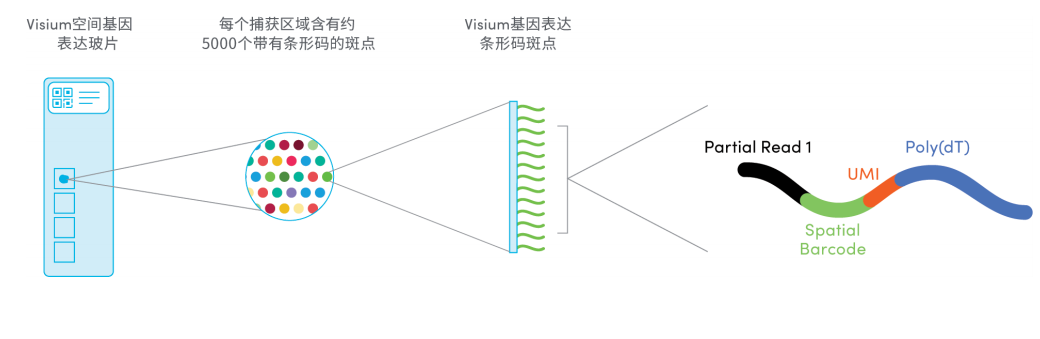 Visium空间基因
表达玻片
每个捕获区域含有约
5000个带有条形码的斑点
Visium基因表达
条形码斑点
Partial Read 1
Poly(dT)
UMI
Spatial
Barcode